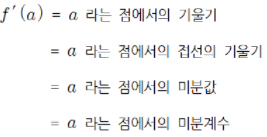 f′(a) = a 라는 점에서의 기울기
= a 라는 점에서의 접선의 기울기
= a 라는 점에서의 미분값
= a 라는 점에서의 미분계수